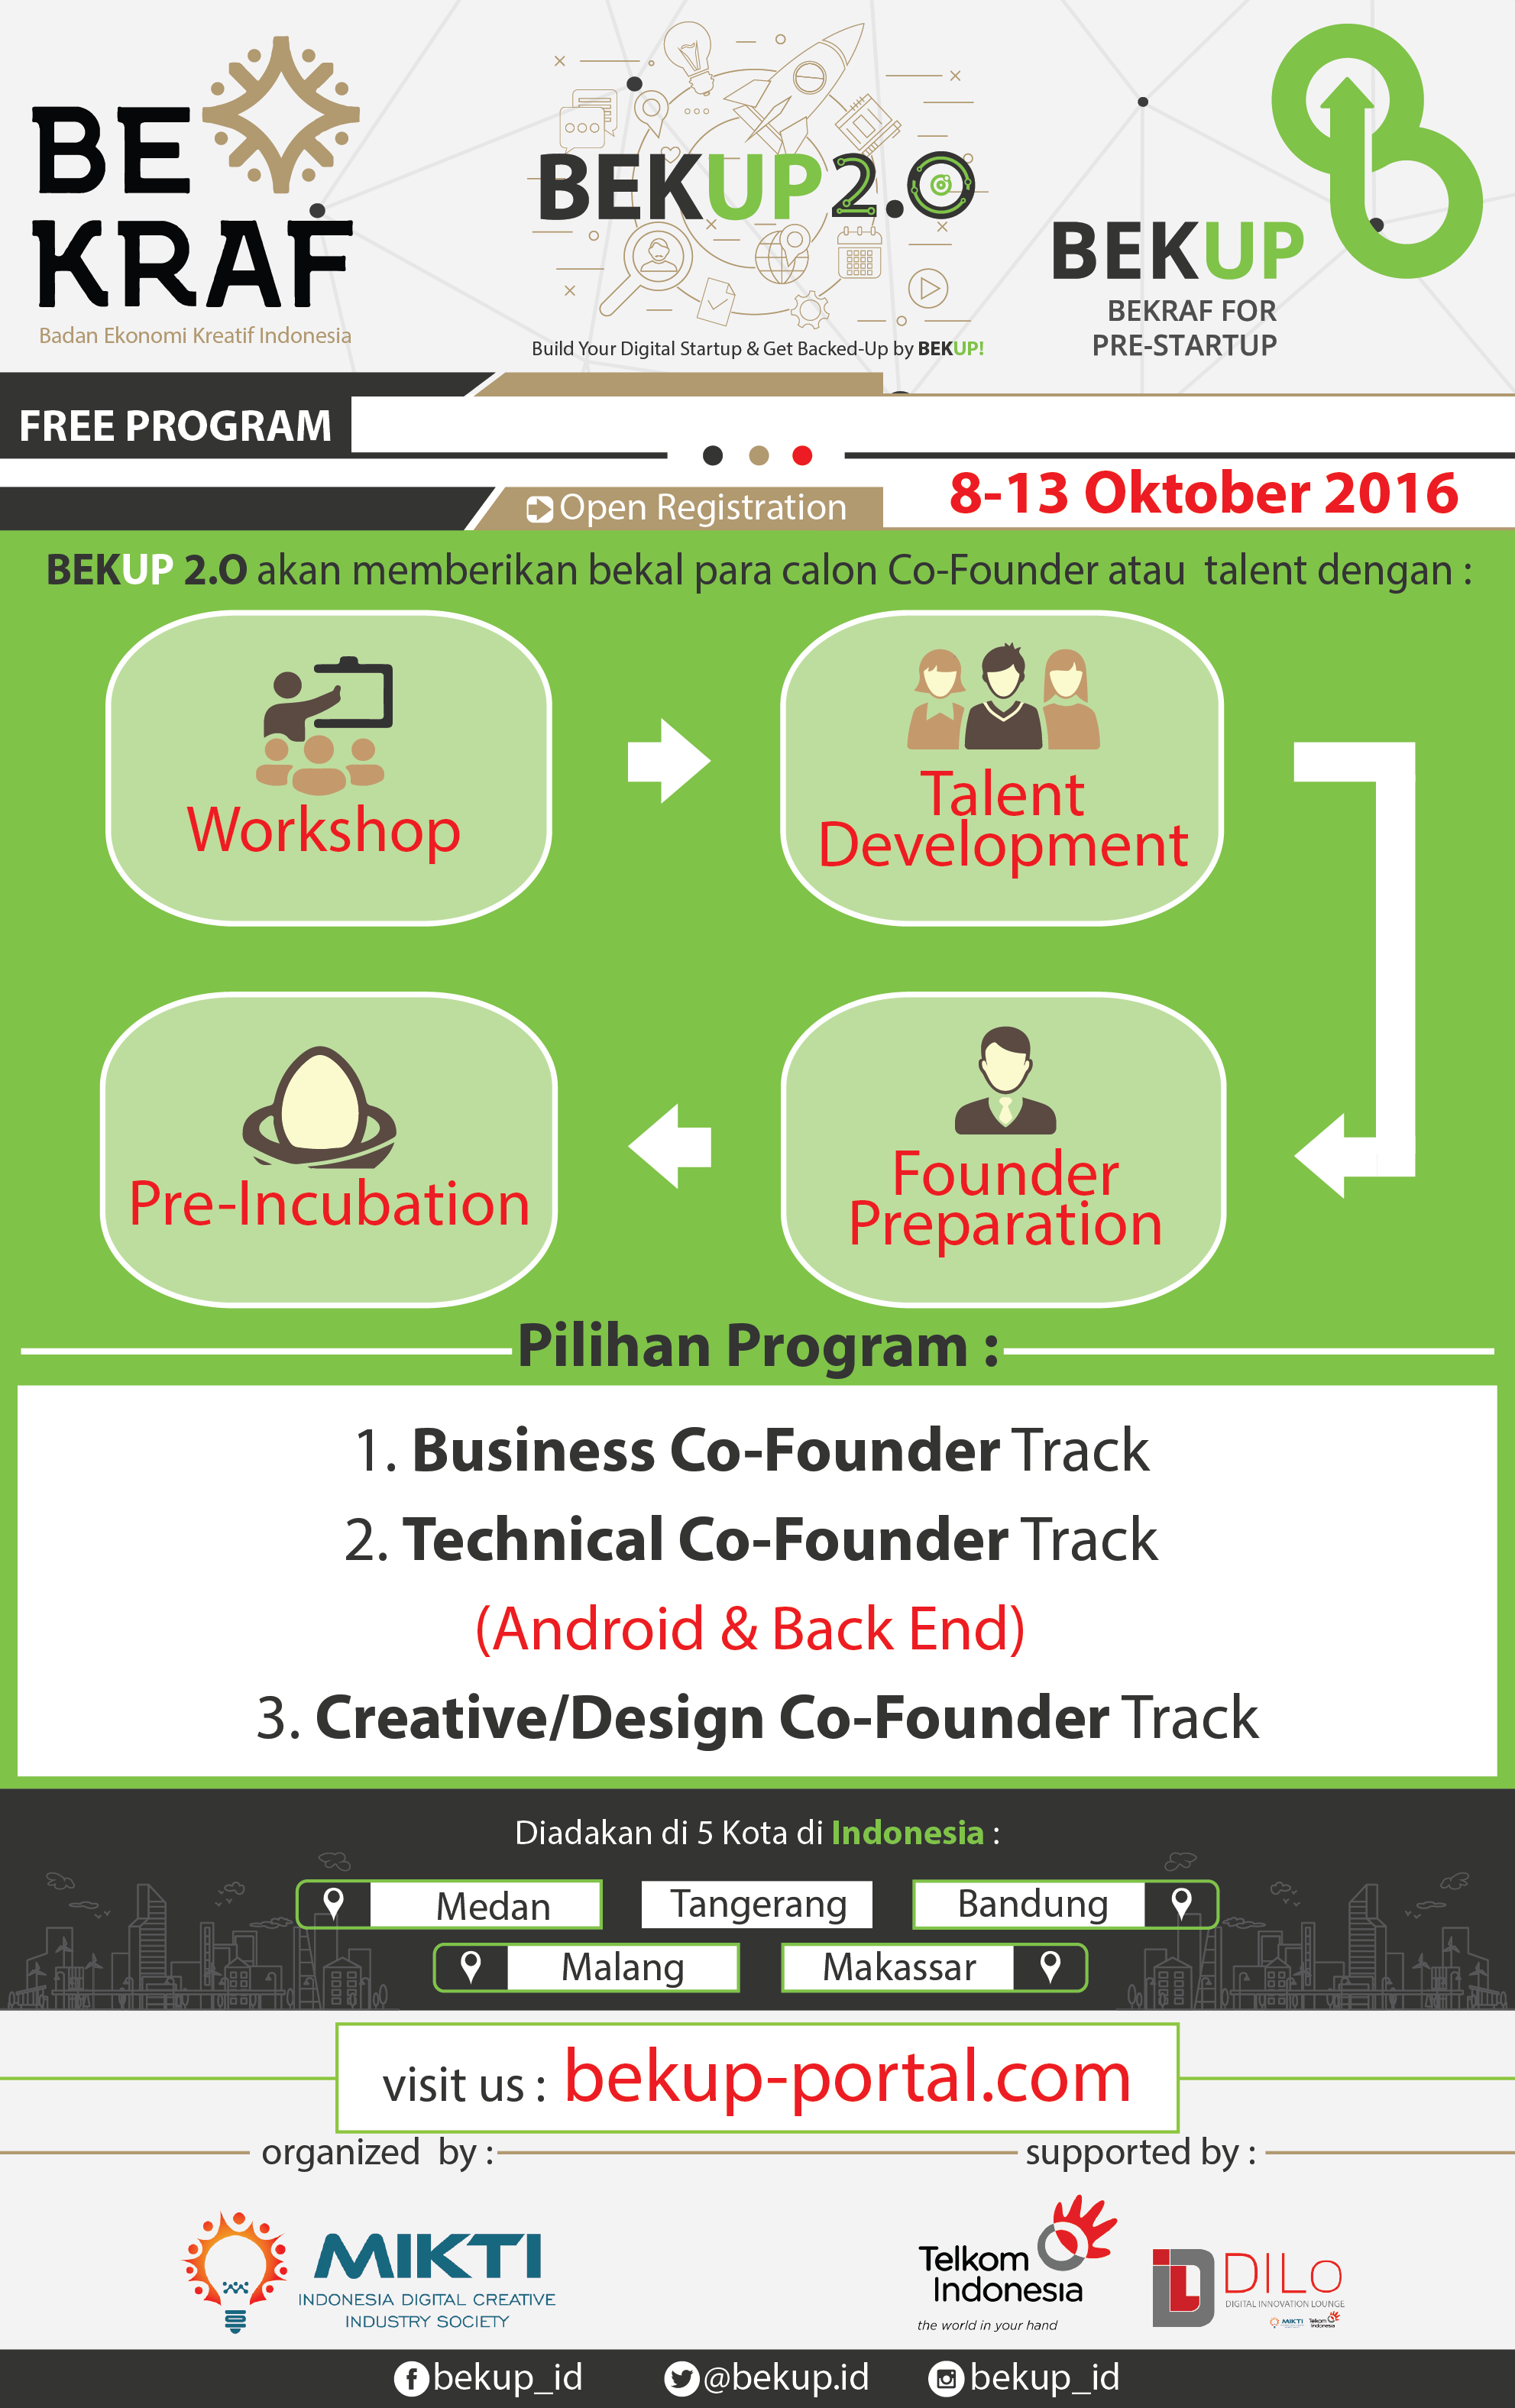 BE
KRAF
Badan Ekonomi Kreatif Indonesia
BEKUP2.0
Build Your Digital Startup & Get Backed-Up by BEKUP!
BEKUP
BEKRAF FOR
PRE-STARTUP
FREE PROGRAM
Open Registration
8-13 Oktober 2016
BEKUP 2.O akan memberikan bekal para calon Co-Founder atau talent dengan :
Workshop
Talent
Development
Pre-Incubation
Founder
Preparation
Pilihan Program :
1. Business Co-Founder Track
2. Technical Co-Founder Track
(Android & Back End)
3. Creative/Design Co-Founder Track
Diadakan di 5 Kota di Indonesia :
Medan
Tangerang
Bandung
Malang
Makassar
visit us : bekup-portal.com
organized by :
supported by :
MIKTI
INDONESIA DIGITAL CREATIVE
INDUSTRY SOCIETY
Telkom
Indonesia
the world in your hand
DILo
DIGITAL INNOVATION LOUNGE
MIKTI
Telkom
Indonesia
bekup_id
@bekup.id
bekup_id